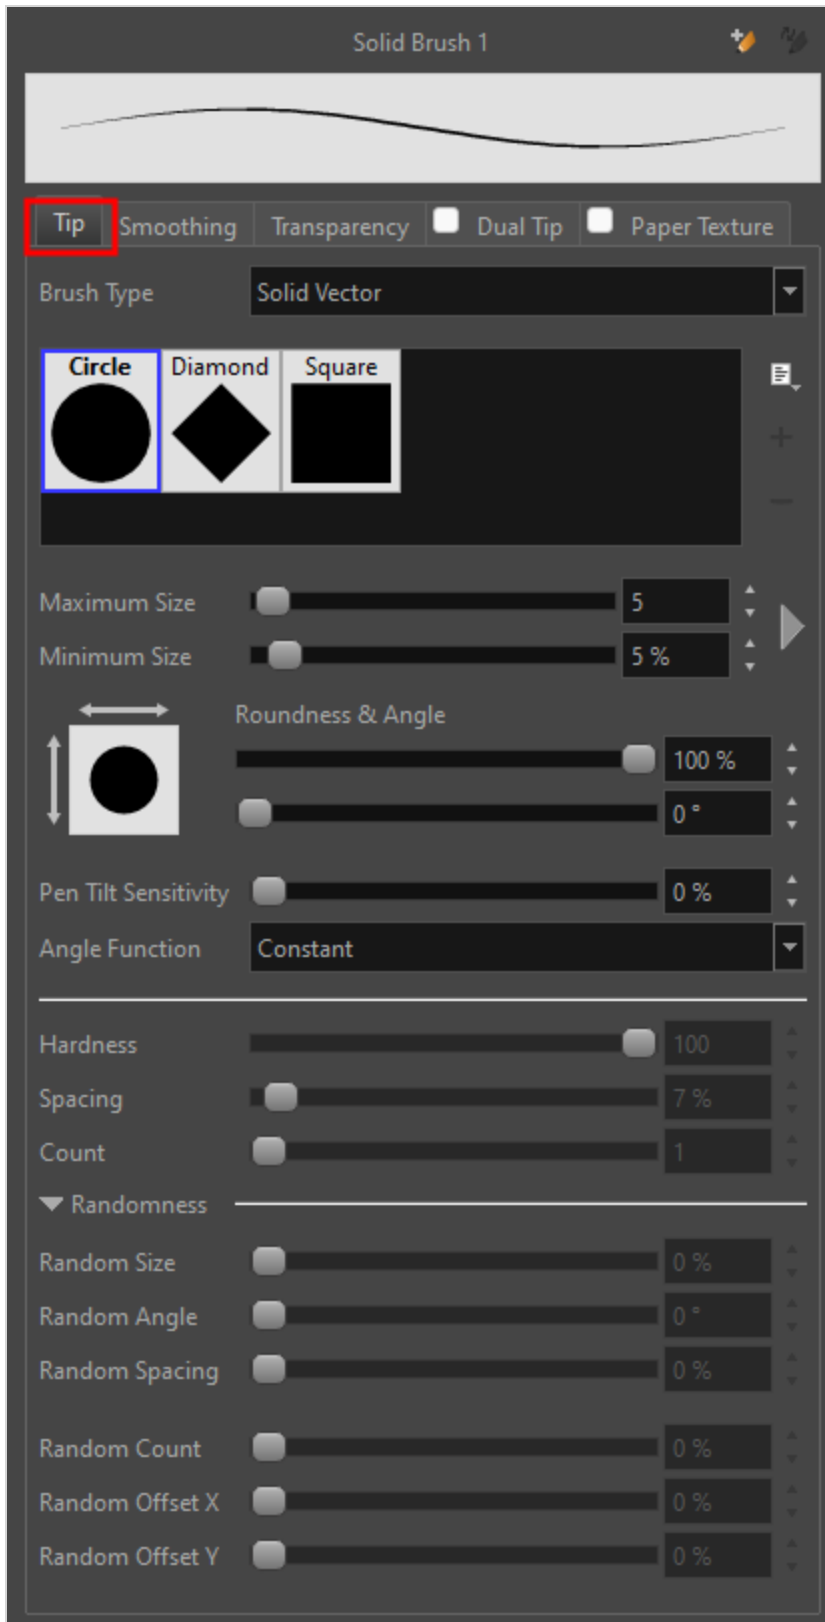 Solid Brush 1
Tip Smoothing Transparency Dual Tip Paper Texture
Brush Type Solid Vector
Circle Diamond Square
Maximum Size 5
Minimum Size 5 %
Roundness & Angle
100 %
0 °
Pen Tilt Sensitivity 0 %
Angle Function Constant
Hardness 100
Spacing 7 %
Count 1
Randomness
Random Size 0 %
Random Angle 0 °
Random Spacing 0 %
Random Count 0 %
Random Offset X 0 %
Random Offset Y 0 %